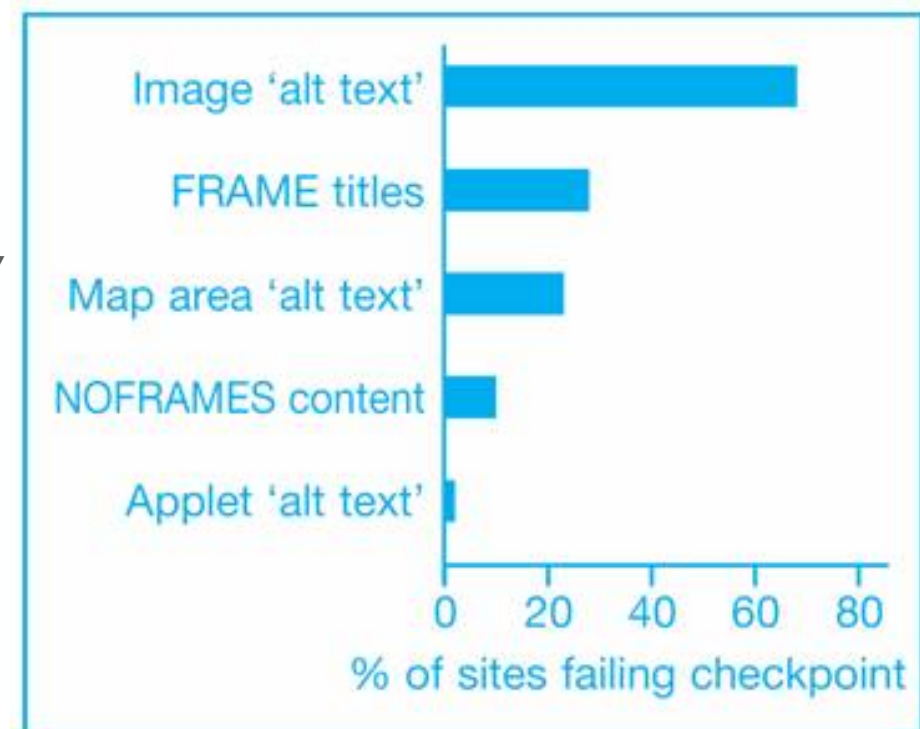 Image ‘alt text’
FRAME titles
Map area ‘alt text’
NOFRAMES content
Applet ‘alt text’
0 20 40 60 80
% of sites failing checkpoint